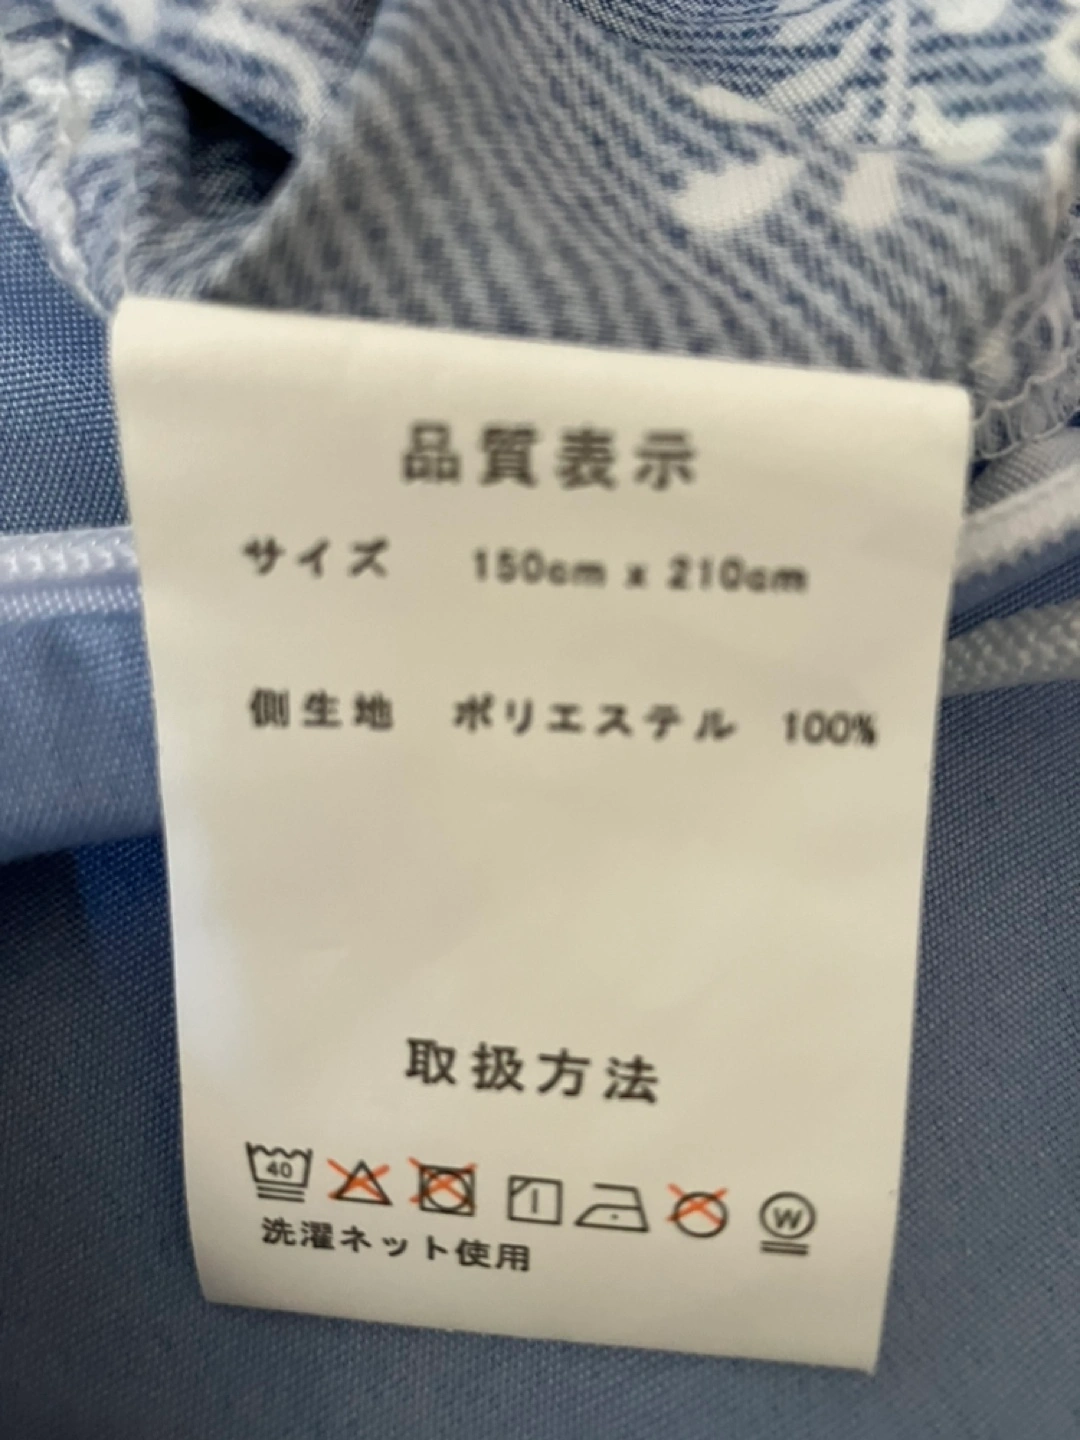 品質表示
サイズ 150cm x 210cm
側生地 ポリエステル 100%
取扱方法
40
W
洗濯ネット使用